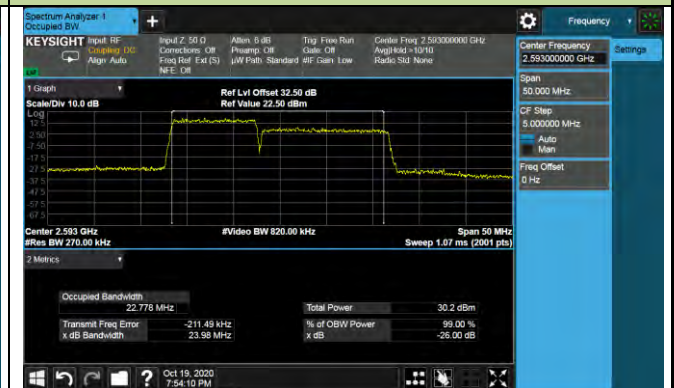 Spectrum Analyzer 1
Occupied BW
Frequency
KEYSIGHT
Input: RF
Coupling: DC
Align: Auto
Input Z: 50 Ω
Corrections: Off
Freq Ref: Ext (S)
NFE: Off
Atten: 6 dB
Preamp: Off
µW Path: Standard
Trig: Free Run
Gate: Off
#IF Gain: Low
Center Freq: 2.593000000 GHz
Avg|Hold:>10/10
Radio Std: None
Center Frequency
2.593000000 GHz
Settings
Span
50.000 MHz
CF Step
5.000000 MHz
Auto
Man
Freq Offset
0 Hz
1 Graph
Scale/Div 10.0 dB
Ref Lvl Offset 32.50 dB
Ref Value 22.50 dBm
Log
12.5
2.50
-7.50
-17.5
-27.5
-37.5
-47.5
-57.5
-67.5
Center 2.593 GHz
#Video BW 820.00 kHz
Span 50 MHz
#Res BW 270.00 kHz
Sweep 1.07 ms (2001 pts)
2 Metrics
Occupied Bandwidth
22.778 MHz
Total Power
30.2 dBm
Transmit Freq Error
-211.49 kHz
% of OBW Power
99.00 %
x dB Bandwidth
23.98 MHz
x dB
-26.00 dB
?
Oct 19, 2020
7:54:10 PM